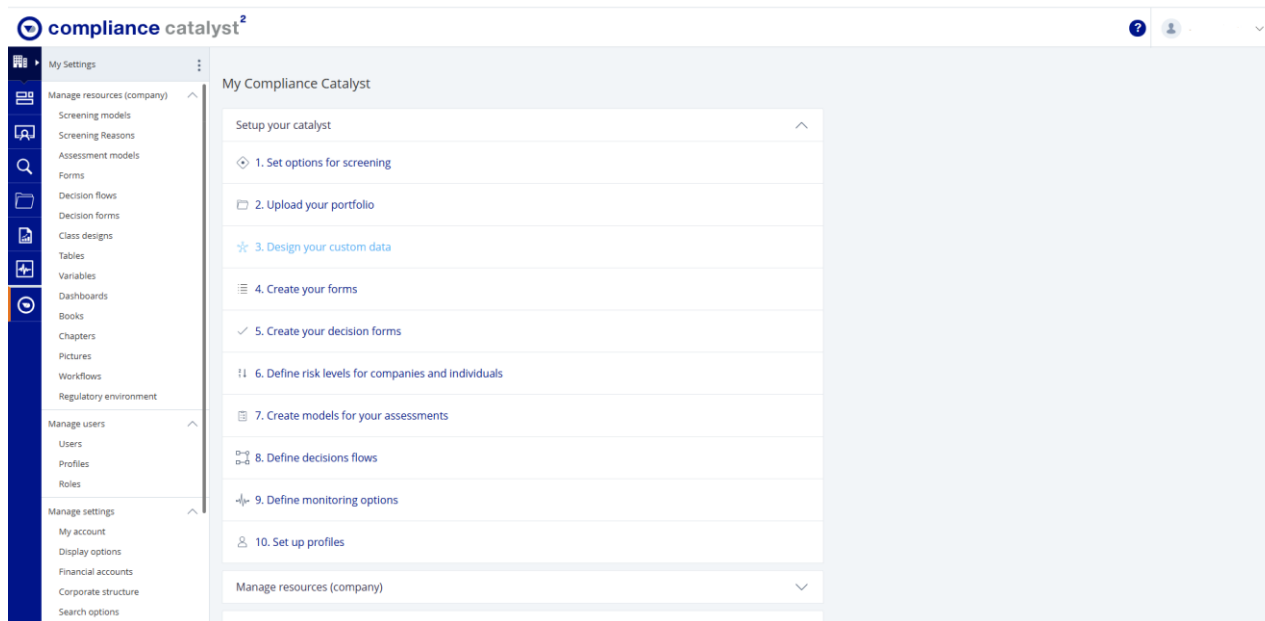 compliance catalyst2
?
My Settings
Manage resources (company)
Screening models
Screening Reasons
Assessment models
Forms
Decision flows
Decision forms
Class designs
Tables
Variables
Dashboards
Books
Chapters
Pictures
Workflows
Regulatory environment
Manage users
Users
Profiles
Roles
Manage settings
My account
Display options
Financial accounts
Corporate structure
Search options
My Compliance Catalyst
Setup your catalyst
1. Set options for screening
2. Upload your portfolio
3. Design your custom data
4. Create your forms
5. Create your decision forms
6. Define risk levels for companies and individuals
7. Create models for your assessments
8. Define decisions flows
9. Define monitoring options
10. Set up profiles
Manage resources (company)